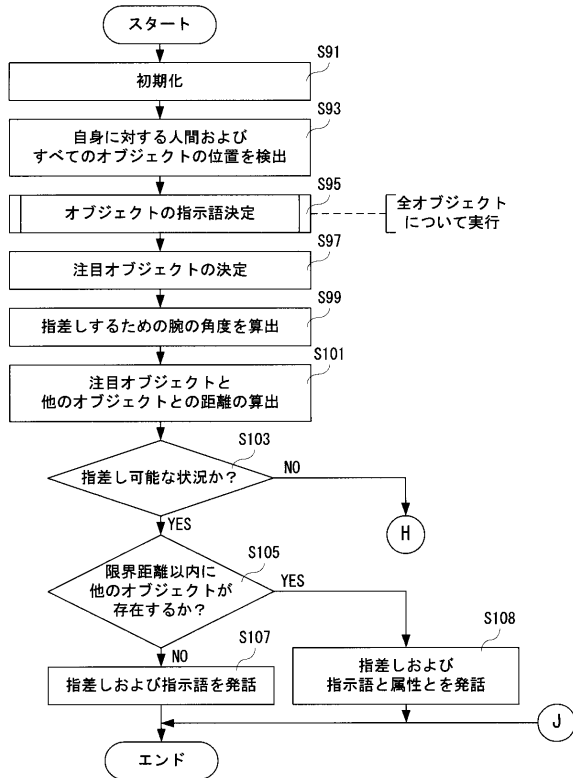 スタート
S91
初期化
S93
自身に対する人間および
すべてのオブジェクトの位置を検出
S95
オブジェクトの指示語決定
全オブジェクト
について実行
S97
注目オブジェクトの決定
S99
指差しするための腕の角度を算出
S101
注目オブジェクトと
他のオブジェクトとの距離の算出
S103
指差し可能な状況か?
NO
H
YES
S105
限界距離以内に
他のオブジェクトが
存在するか?
YES
S107
NO
S108
指差しおよび指示語を発話
指差しおよび
指示語と属性とを発話
J
エンド